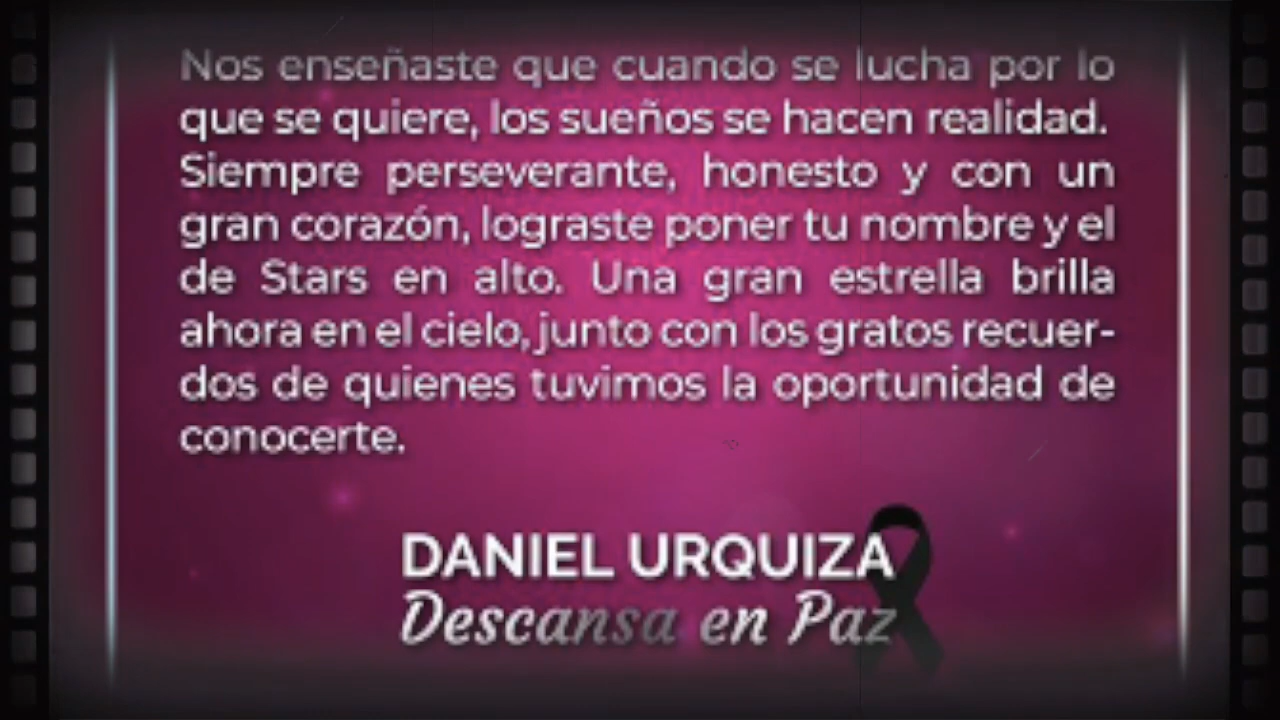 Nos enseñaste que cuando se lucha por lo
que se quiere, los sueños se hacen realidad.
Siempre perseverante, honesto y con un
gran corazón, lograste poner tu nombre y el
de Stars en alto. Una gran estrella brilla
ahora en el cielo, junto con los gratos recuer-
dos de quienes tuvimos la oportunidad de
conocerte.
DANIEL URQUIZA
Descansa en Paz